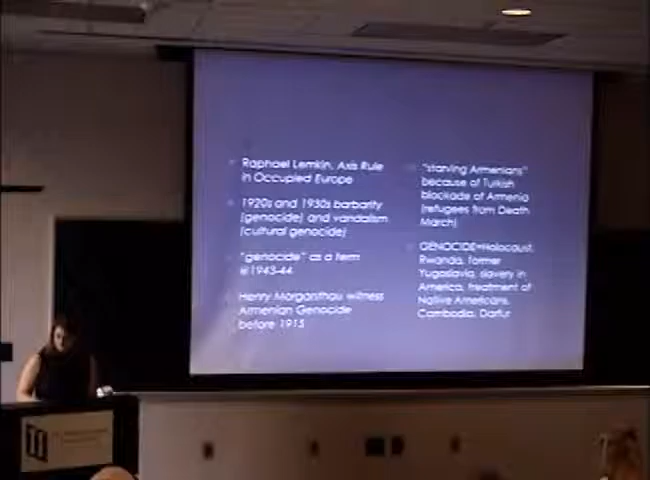 Raphael Lemkin, Axis Rule
in Occupied Europe
1920s and 1930s barbarity
(genocide) and vandalism
(cultural genocide)
"genocide" as a term
@1943-44
Henry Morganthau witness
Armenian Genocide
before 1915
"starving Armenians"
because of Turkish
blockade of Armenia
(refugees from Death
March)
GENOCIDE=Holocaust,
Rwanda, former
Yugoslavia, slavery in
America, treatment of
Native Americans,
Cambodia, Darfur